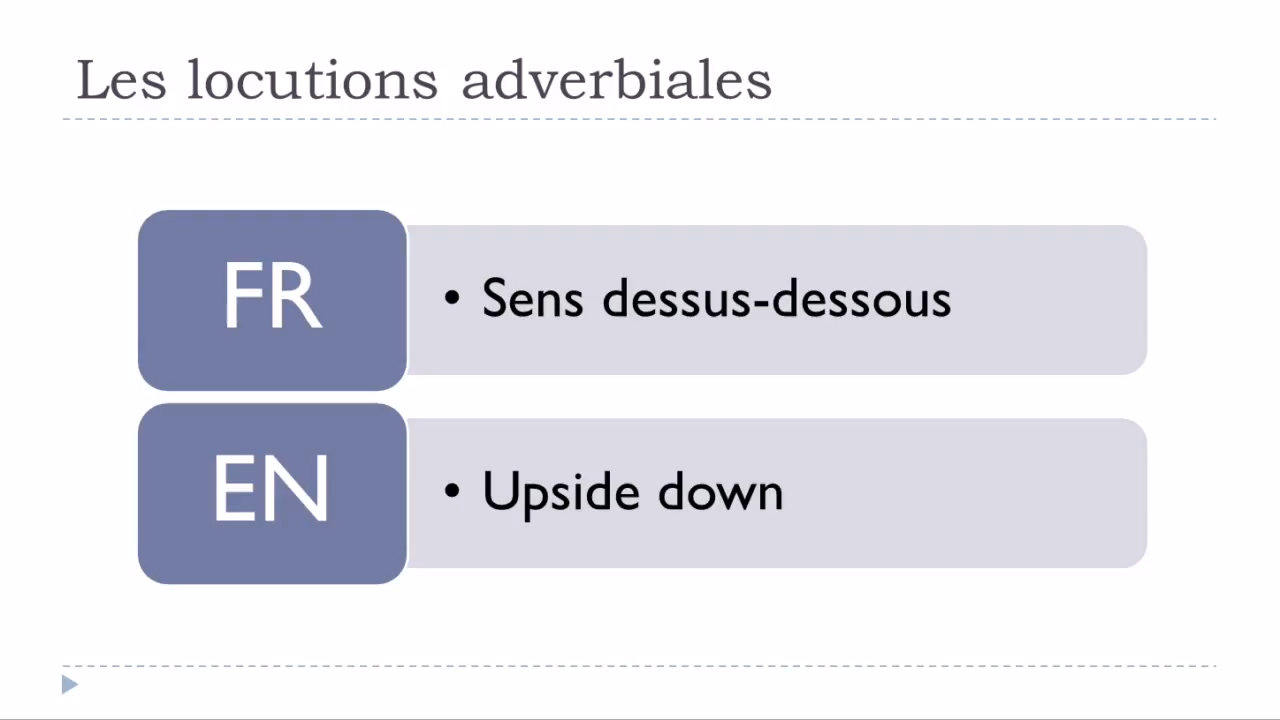 Les locutions adverbiales
FR
• Sens dessus-dessous
EN
• Upside down